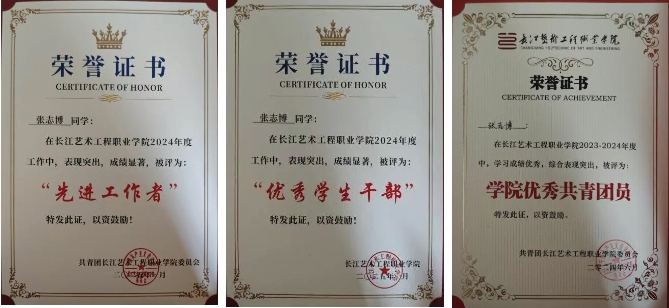 荣誉证书
CERTIFICATE OF HONOR
张志博 同学：
在长江艺术工程职业学院2024年度
工作中，表现突出，成绩显著，被评为：
“先进工作者”
特发此证，以资鼓励！
共青团长江艺术工程职业学院委员会
荣誉证书
CERTIFICATE OF HONOR
张志博 同学：
在长江艺术工程职业学院2024年度
工作中，表现突出，成绩显著，被评为：
“优秀学生干部”
特发此证，以资鼓励！
长江艺术工程职业学院
长江艺术工程职业学院
CHANGJIANG POLYTECHNIC OF ART AND ENGINEERING
荣誉证书
CERTIFICATE OF ACHIEVEMENT
张志博：
在长江艺术工程职业学院2023-2024年度
中，学习成绩优秀，综合表现突出，被评为：
学院优秀共青团员
特发此证，以资鼓励。
共青团长江艺术工程职业学院委员会
二零二四年六月